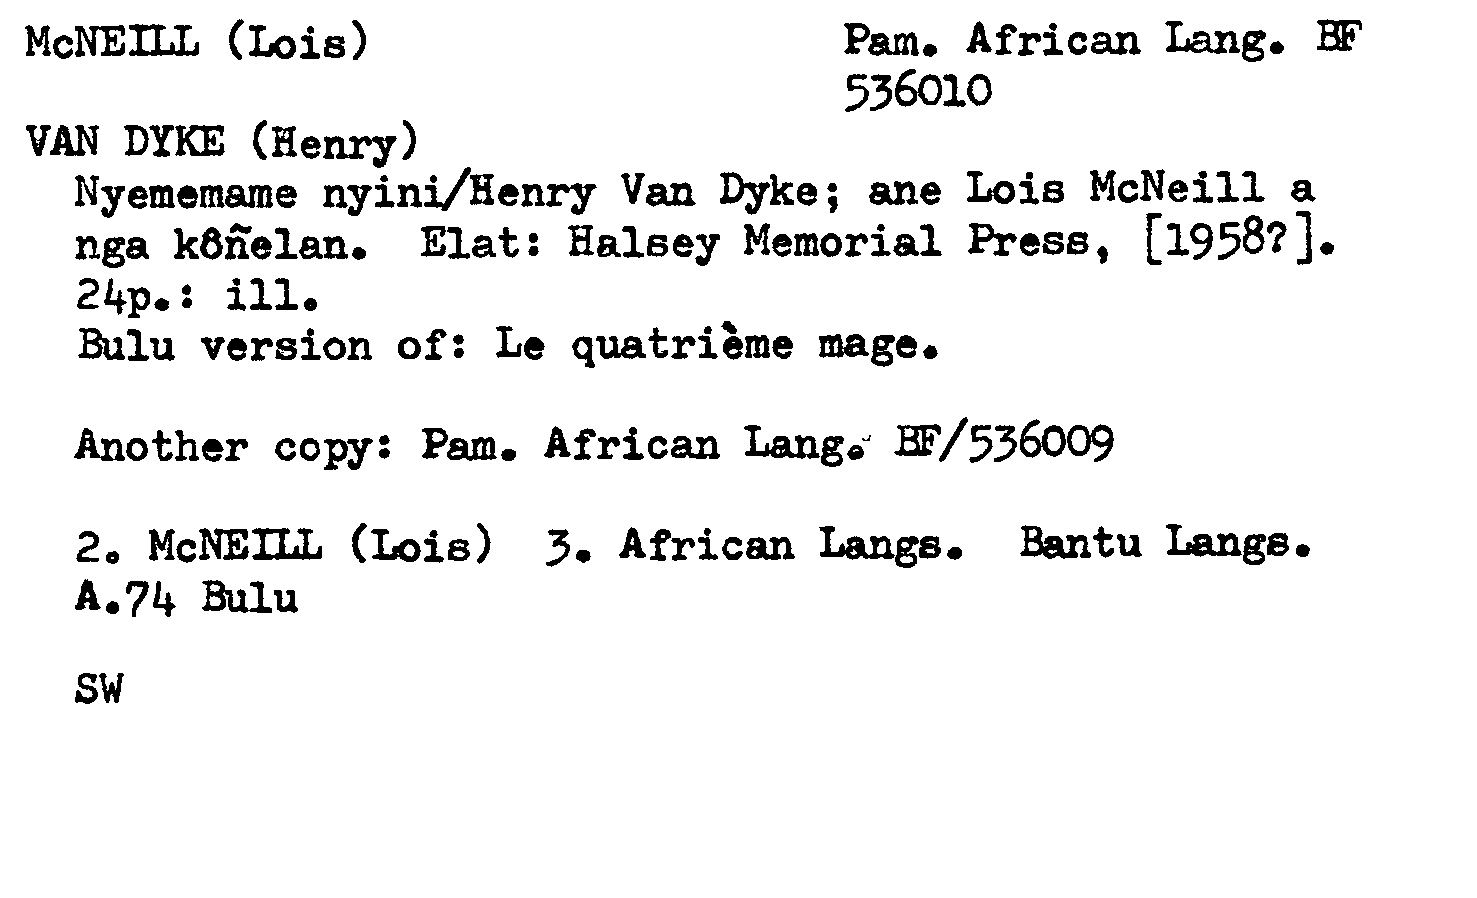 McNEILL (Lois)
Pam. African Lang. BF
536010
VAN DYKE (Henry)
Nyememame nyini/Henry Van Dyke; ane Lois McNeill a
nga kôñelan. Elat: Halsey Memorial Press, [1958?].
24p.: ill.
Bulu version of: Le quatrième mage.
Another copy: Pam. African Lang. BF/536009
2. McNEILL (Lois) 3. African Langs. Bantu Langs.
A.74 Bulu
SW